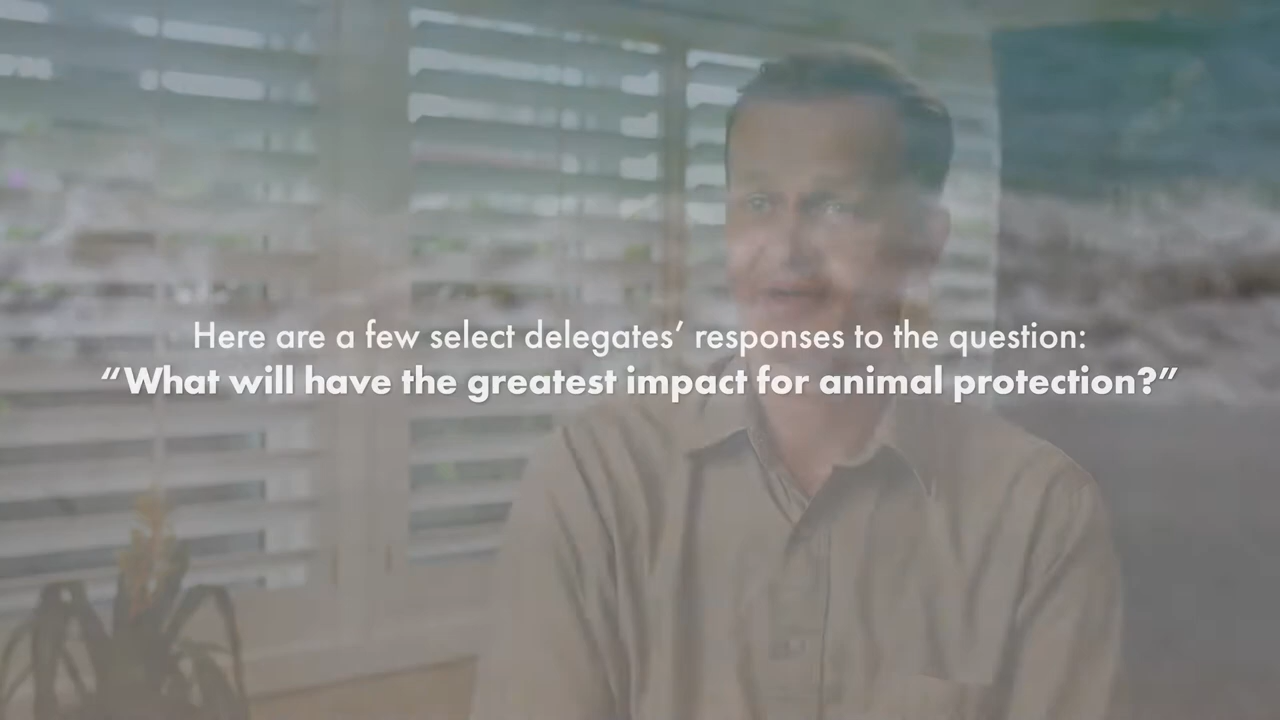 Here are a few select delegates’ responses to the question:
“What will have the greatest impact for animal protection?”